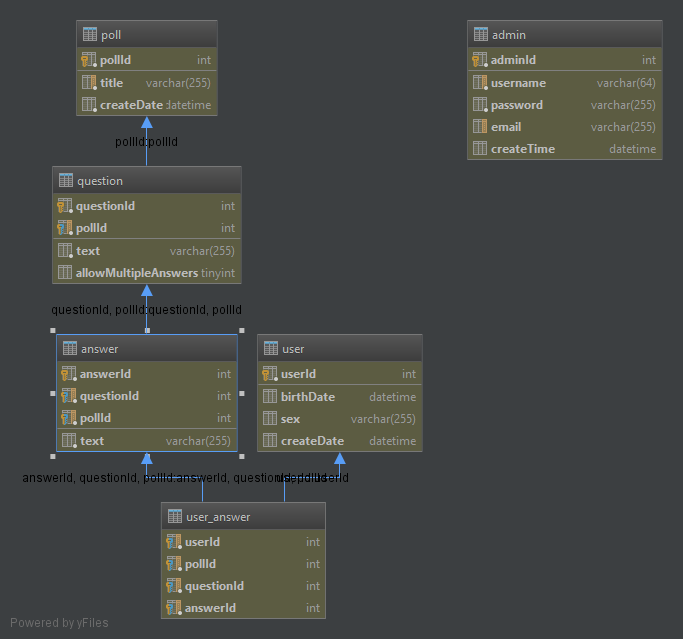 poll
pollId int
title varchar(255)
createDate datetime
admin
adminId int
username varchar(64)
password varchar(255)
email varchar(255)
createTime datetime
pollId:pollId
question
questionId int
pollId int
text varchar(255)
allowMultipleAnswers tinyint
questionId, pollId:questionId, pollId
answer
answerId int
questionId int
pollId int
text varchar(255)
user
userId int
birthDate datetime
sex varchar(255)
createDate datetime
answerId, questionId, pollId:answerId, questionId, pollId
userId:userId
user_answer
userId int
pollId int
questionId int
answerId int
Powered by yFiles